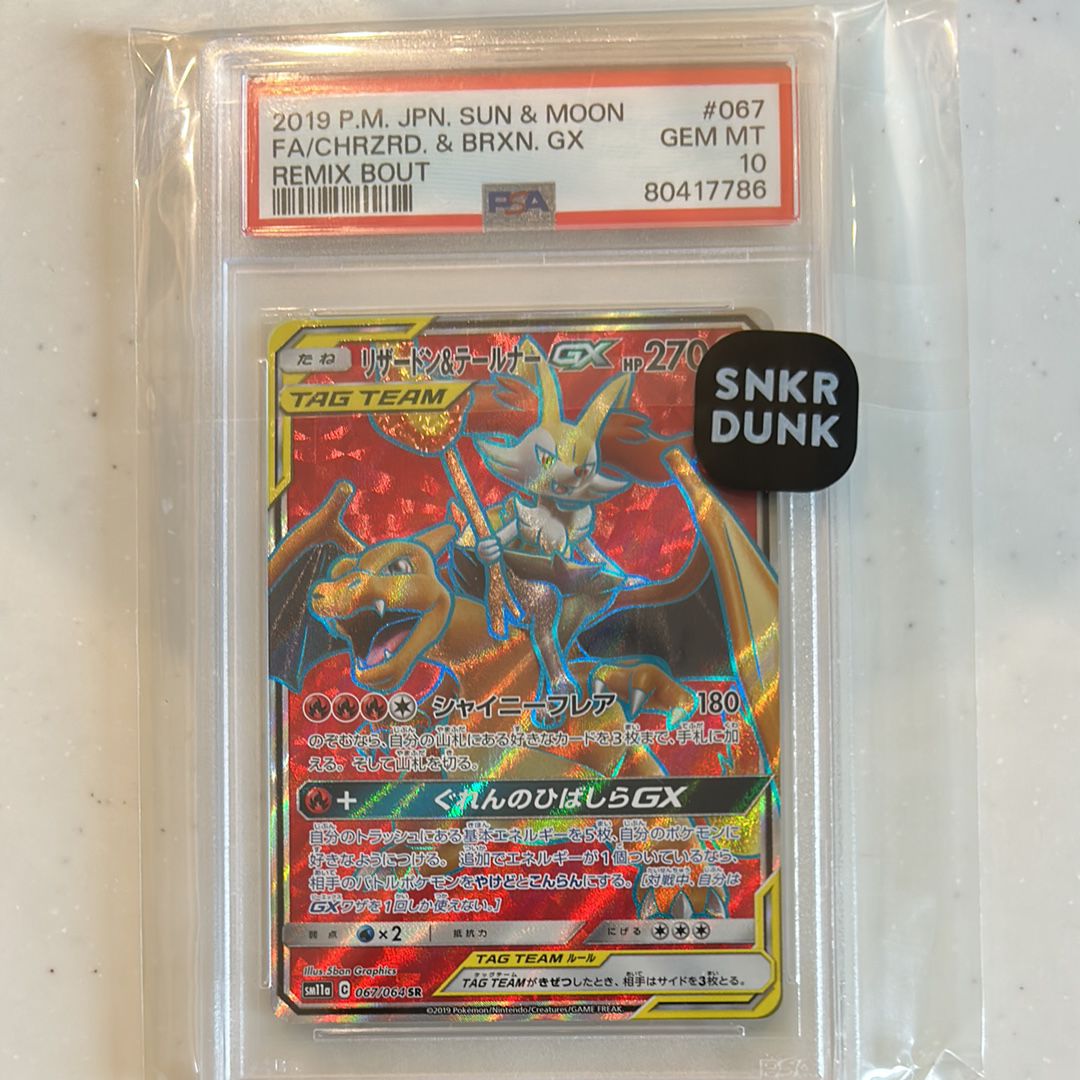 2019 P.M. JPN. SUN & MOON #067
FA/CHRZRD. & BRXN. GX GEM MT
REMIX BOUT 10
80417786
PSA
たね リザードン&テールナーGX HP270
TAG TEAM
SNKR
DUNK
シャイニーフレア 180
のぞむなら、自分の山札にある好きなカードを3枚まで、手札に加
える。そして山札を切る。
+ ぐれんのひばしらGX
自分のトラッシュにある基本エネルギーを5枚、自分のポケモンに
好きなようにつける。追加でエネルギーが1個ついているなら、
相手のバトルポケモンをやけどとこんらんにする。[対戦中、自分は
GXワザを1回しか使えない。]
弱点 ×2 抵抗力 にげる
TAG TEAM ルール
Illus. 5ban Graphics
TAG TEAMがきぜつしたとき、相手はサイドを3枚とる。
sm11a C 067/064 SR
©2019 Pokémon/Nintendo/Creatures/GAME FREAK.
PSA